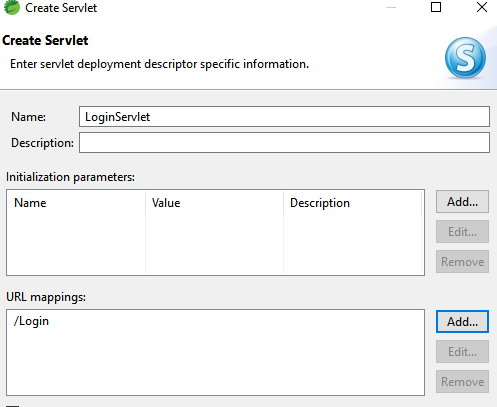 Create Servlet
Create Servlet
Enter servlet deployment descriptor specific information.
S
Name: LoginServlet
Description:
Initialization parameters:
Name Value Description
Add...
Edit...
Remove
URL mappings:
/Login
Add...
Edit...
Remove